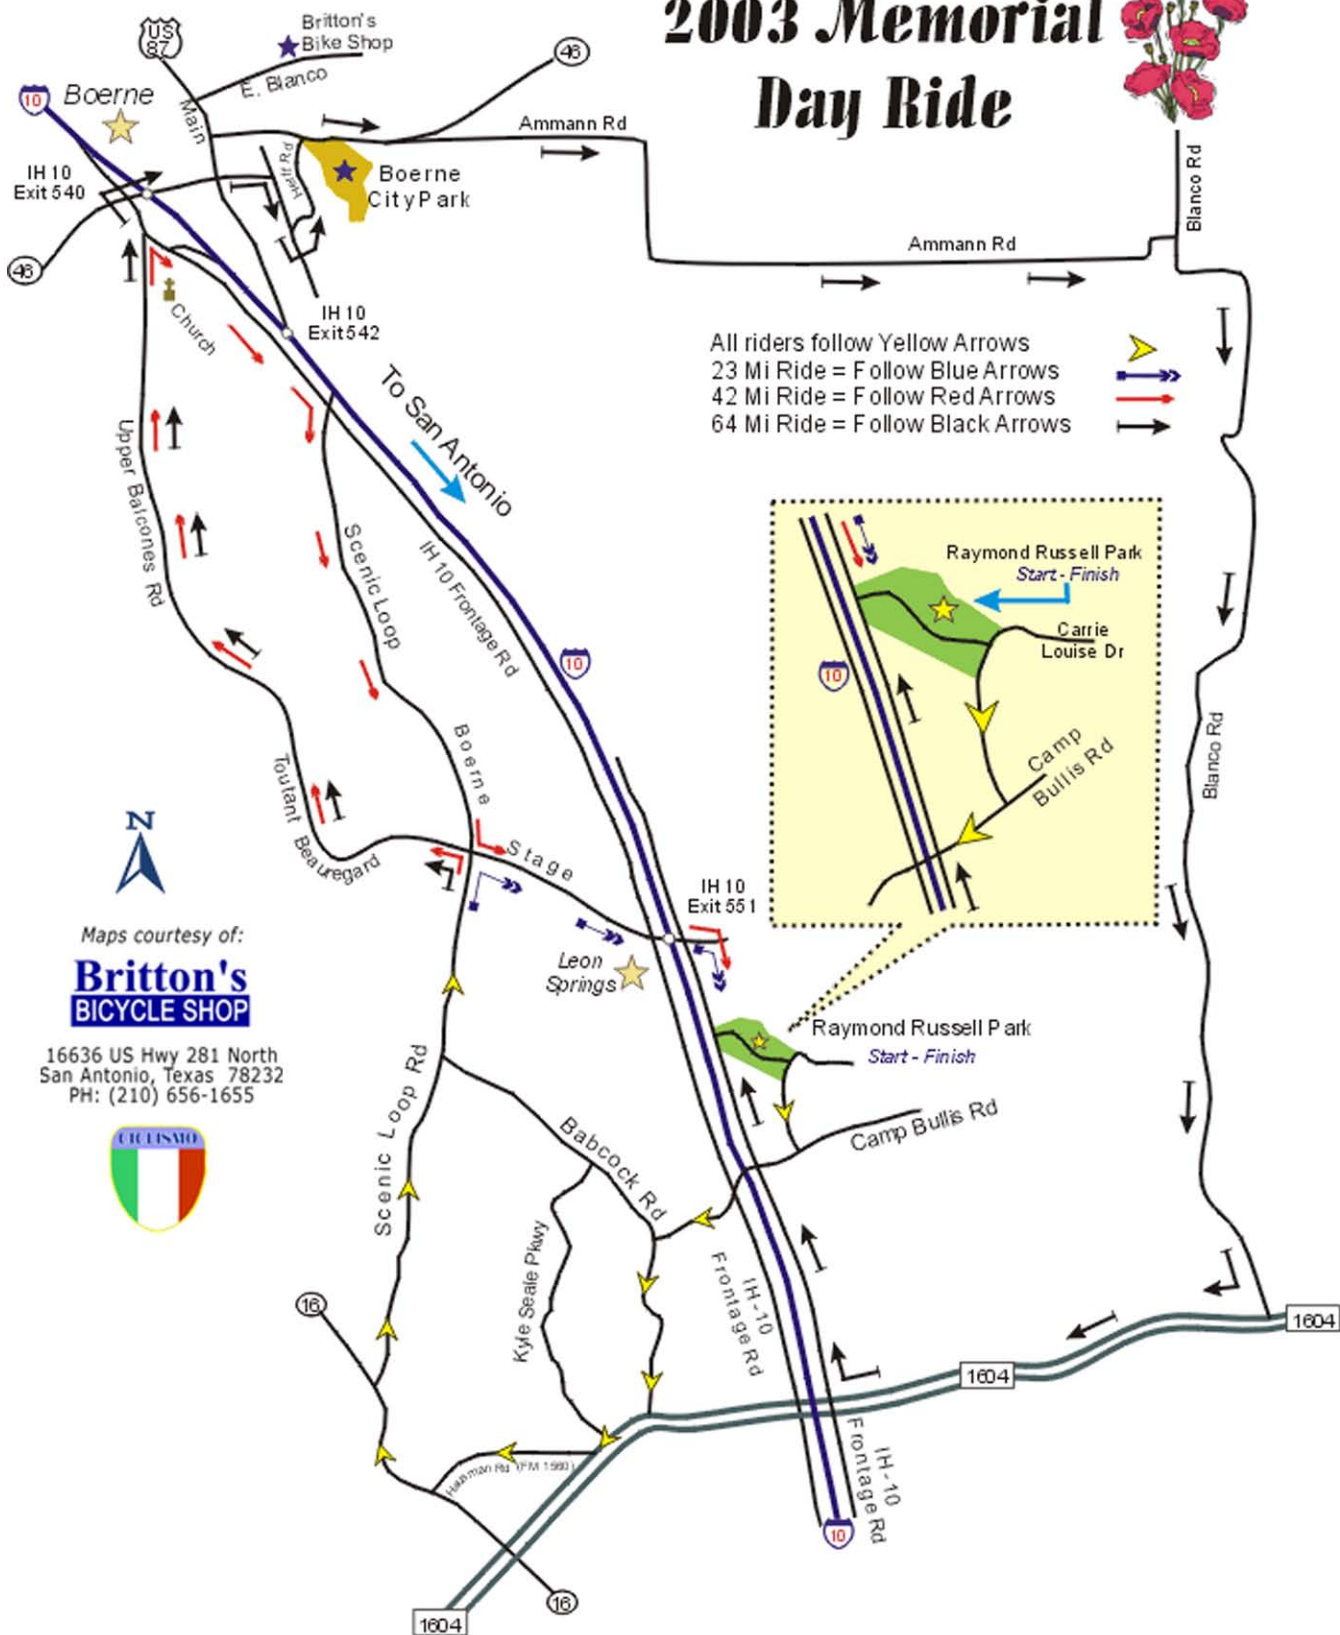 2003 Memorial
Day Ride
US
87
Britton's
Bike Shop
E. Blanco
46
10
Boerne
Main
Ammann Rd
IH 10
Exit 540
Herff Rd
Boerne
City Park
Blanco Rd
46
Ammann Rd
Church
IH 10
Exit 542
To San Antonio
All riders follow Yellow Arrows
23 Mi Ride = Follow Blue Arrows
42 Mi Ride = Follow Red Arrows
64 Mi Ride = Follow Black Arrows
Upper Balcones Rd
Scenic Loop
IH 10 Frontage Rd
10
Raymond Russell Park
Start - Finish
Carrie
Louise Dr
10
Camp
Bullis Rd
Blanco Rd
Boerne
Stage
Toutant Beauregard
N
Maps courtesy of:
Britton's
BICYCLE SHOP
16636 US Hwy 281 North
San Antonio, Texas 78232
PH: (210) 656-1655
CICLISMO
IH 10
Exit 551
Leon
Springs
Raymond Russell Park
Start - Finish
Camp Bullis Rd
Scenic Loop Rd
Babcock Rd
Kyle Seale Pkwy
IH-10
Frontage Rd
16
1604
1604
Hausman Rd (FM 1560)
IH-10
Frontage Rd
10
16
1604